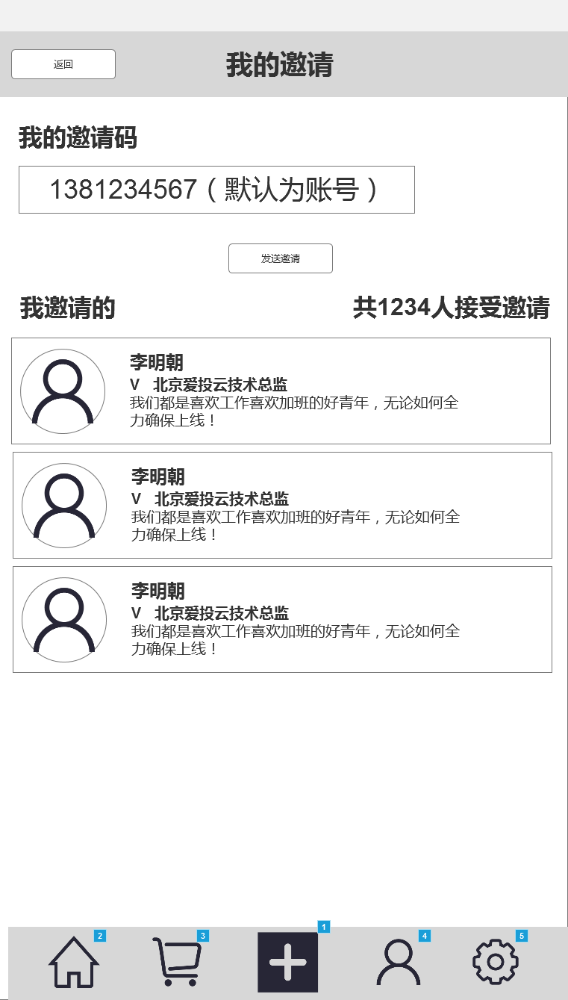 返回
我的邀请
我的邀请码
1381234567（默认为账号）
发送邀请
我邀请的
共1234人接受邀请
李明朝
V 北京爱投云技术总监
我们都是喜欢工作喜欢加班的好青年，无论如何全
力确保上线！
李明朝
V 北京爱投云技术总监
我们都是喜欢工作喜欢加班的好青年，无论如何全
力确保上线！
李明朝
V 北京爱投云技术总监
我们都是喜欢工作喜欢加班的好青年，无论如何全
力确保上线！
2
3
1
4
5